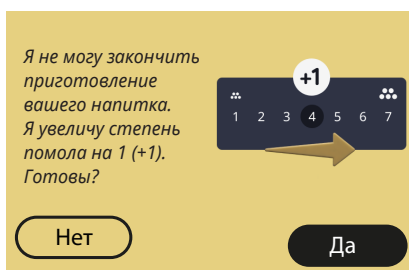 Я не могу закончить
приготовление
вашего напитка.
Я увеличу степень
помола на 1 (+1).
Готовы?
+1
1 2 3 4 5 6 7
Нет
Да